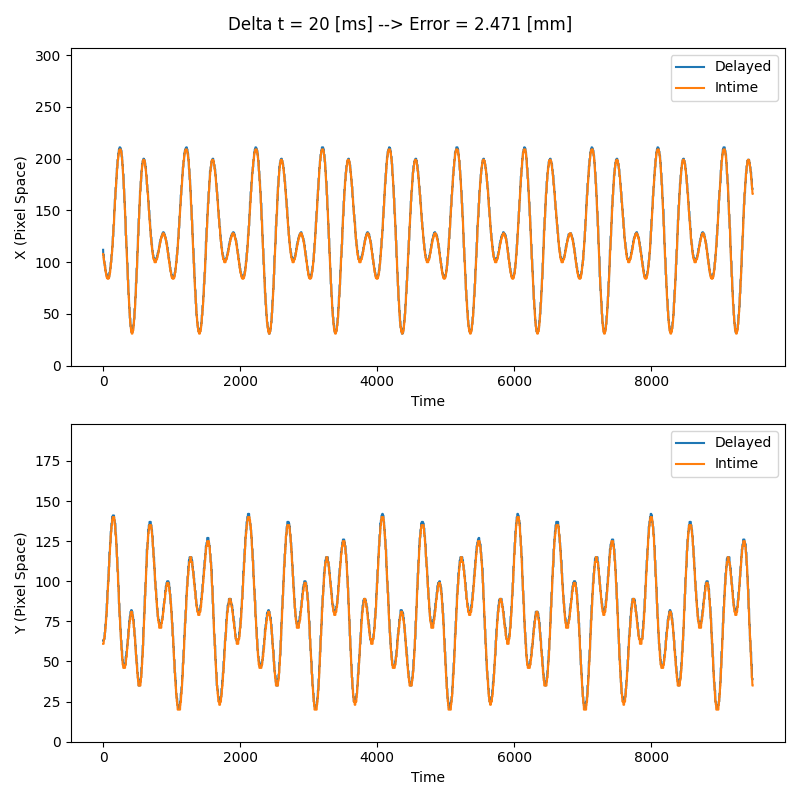 Delta t = 20 [ms] --> Error = 2.471 [mm]
300
250
200
150
100
50
0
X (Pixel Space)
Delayed
Intime
0 2000 4000 6000 8000
Time
175
150
125
100
75
50
25
0
Y (Pixel Space)
Delayed
Intime
0 2000 4000 6000 8000
Time